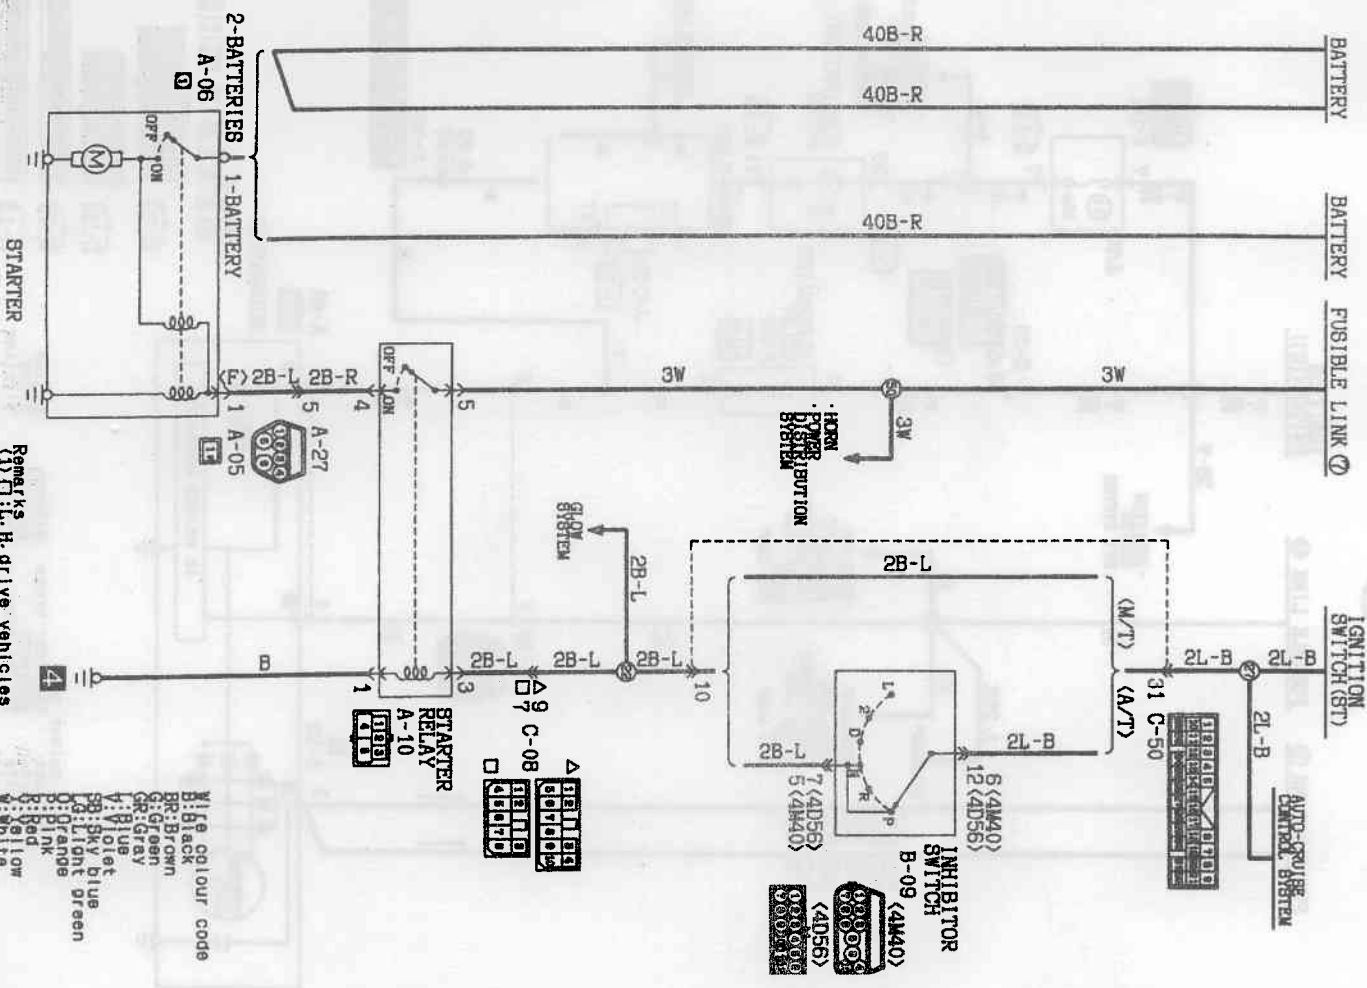 BATTERY
BATTERY
FUSIBLE LINK ⑦
IGNITION
SWITCH (ST)
40B-R
40B-R
40B-R
3W
3W
3W
· HORN
· POWER
DISTRIBUTION
SYSTEM
2L-B
2L-B
2L-B
AUTO-CRUISE
CONTROL SYSTEM
31 C-50
(M/T)
(A/T)
2L-B
6(4M40)
12(4D56)
INHIBITOR
SWITCH
B-09
(4M40)
(4D56)
P
R
N
D
2
L
7(4D56)
5(4M40)
2B-L
2B-L
10
2B-L
2B-L
GLOW
SYSTEM
2B-L
2B-L
△9 C-08
□7
△
□
3
5
STARTER
RELAY
A-10
OFF
ON
4
1
2B-R
5 A-27
(F)2B-L
1 A-05
B
4
2-BATTERIES
1-BATTERY
A-06
1
OFF
ON
M
STARTER
Remarks
(1) □:L.H.drive vehicles
Wire colour code
B:Black
BR:Brown
G:Green
GR:Gray
L:Blue
V:Violet
SB:Sky blue
LG:Light green
O:Orange
P:Pink
R:Red
Y:Yellow
W:White